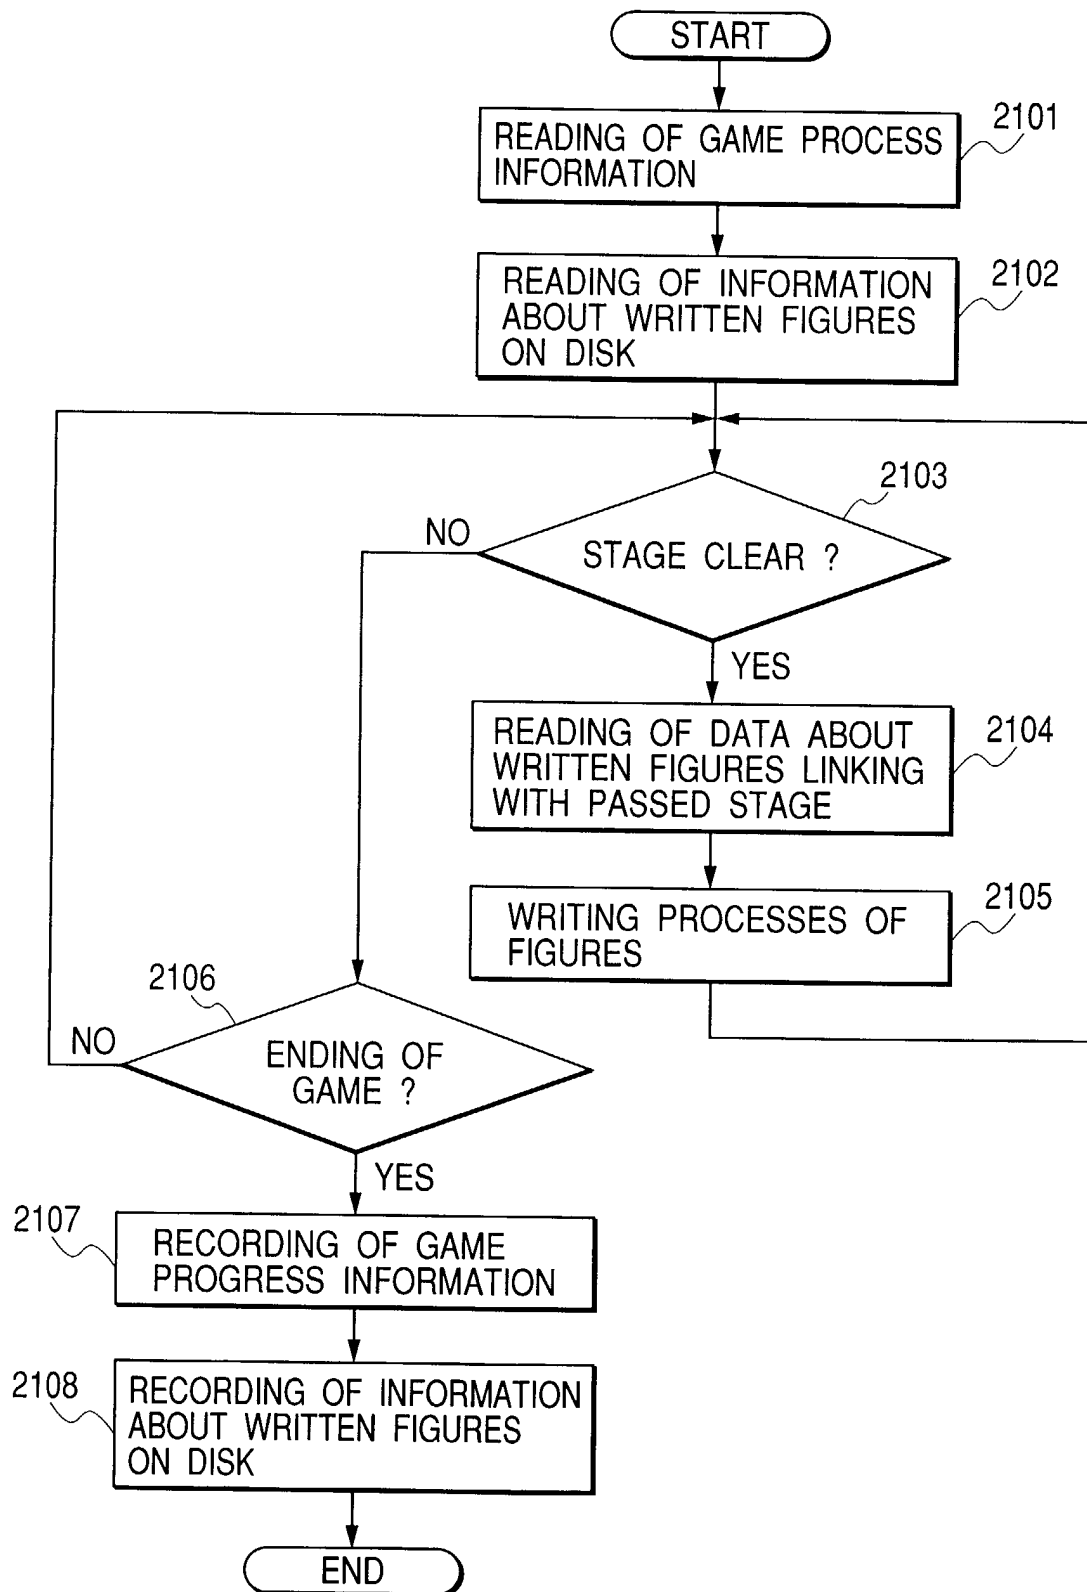 START
2101
READING OF GAME PROCESS
INFORMATION
2102
READING OF INFORMATION
ABOUT WRITTEN FIGURES
ON DISK
2103
NO
STAGE CLEAR ?
YES
2104
READING OF DATA ABOUT
WRITTEN FIGURES LINKING
WITH PASSED STAGE
2105
WRITING PROCESSES OF
FIGURES
2106
NO
ENDING OF
GAME ?
YES
2107
RECORDING OF GAME
PROGRESS INFORMATION
2108
RECORDING OF INFORMATION
ABOUT WRITTEN FIGURES
ON DISK
END